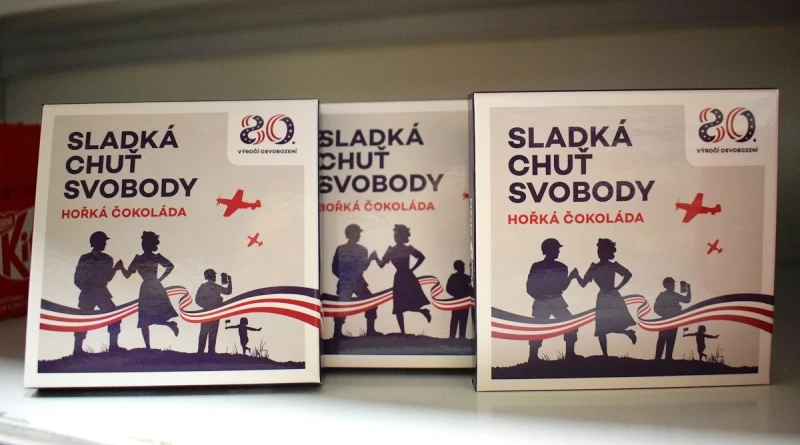 SLADKÁ
CHUŤ
SVOBODY
HOŘKÁ ČOKOLÁDA
80.
VÝROČÍ OSVOBOZENÍ
SLADKÁ
CHUŤ
SVOBODY
HOŘKÁ ČOKOLÁDA
SLADKÁ
CHUŤ
SVOBODY
HOŘKÁ ČOKOLÁDA
80.
VÝROČÍ OSVOBOZENÍ